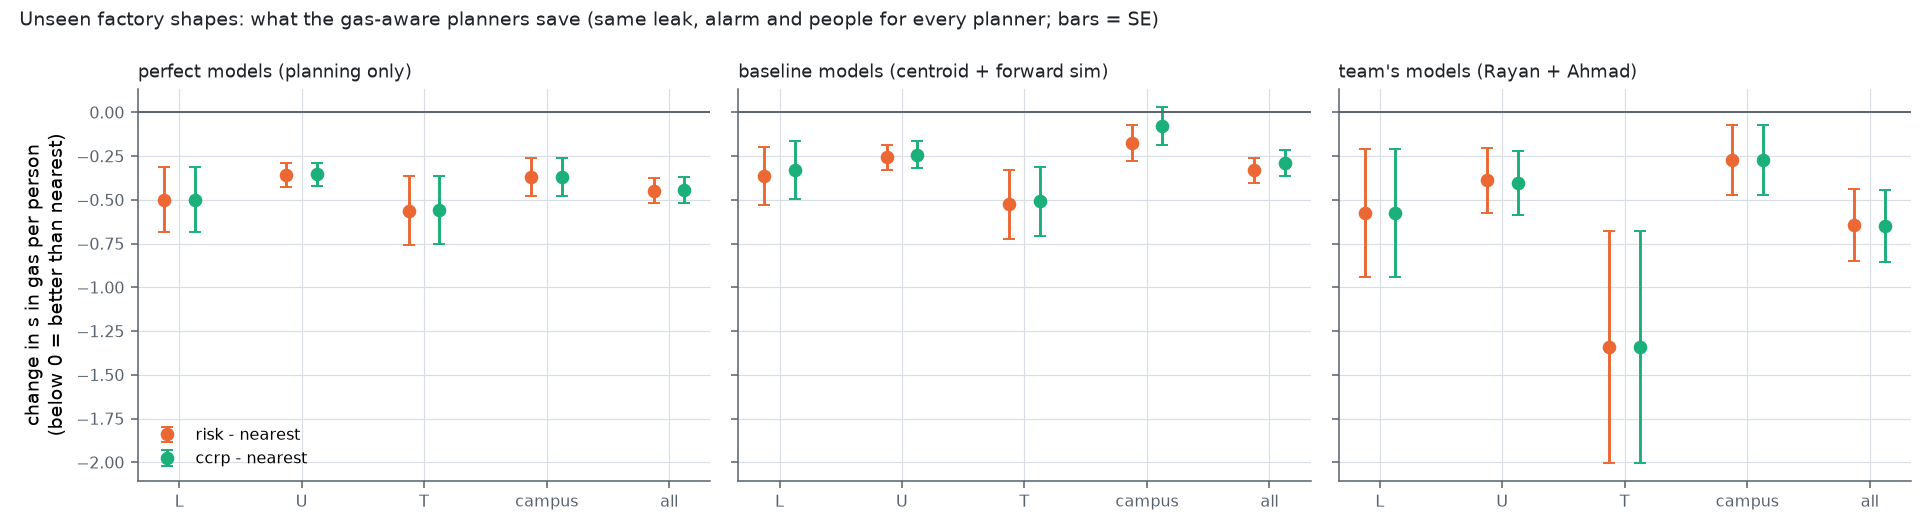 Unseen factory shapes: what the gas-aware planners save (same leak, alarm and people for every planner; bars = SE)
perfect models (planning only)
baseline models (centroid + forward sim)
team's models (Rayan + Ahmad)
change in s in gas per person
(below 0 = better than nearest)
0.00
−0.25
−0.50
−0.75
−1.00
−1.25
−1.50
−1.75
−2.00
risk - nearest
ccrp - nearest
L U T campus all
L U T campus all
L U T campus all